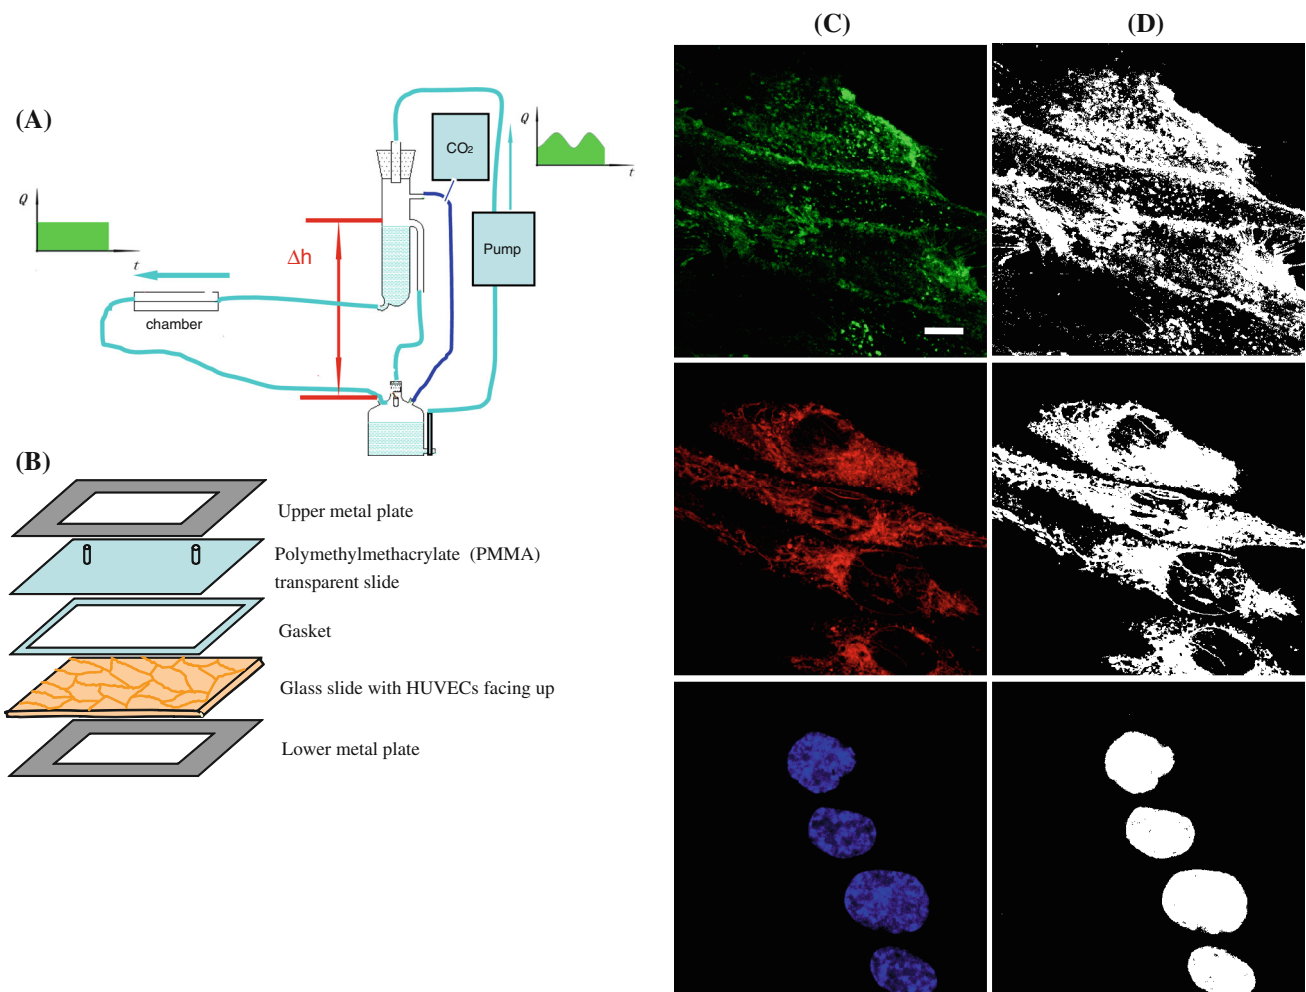 (A)
Q
t
chamber
Δh
CO2
Pump
Q
t
(B)
Upper metal plate
Polymethylmethacrylate (PMMA)
transparent slide
Gasket
Glass slide with HUVECs facing up
Lower metal plate
(C)
(D)